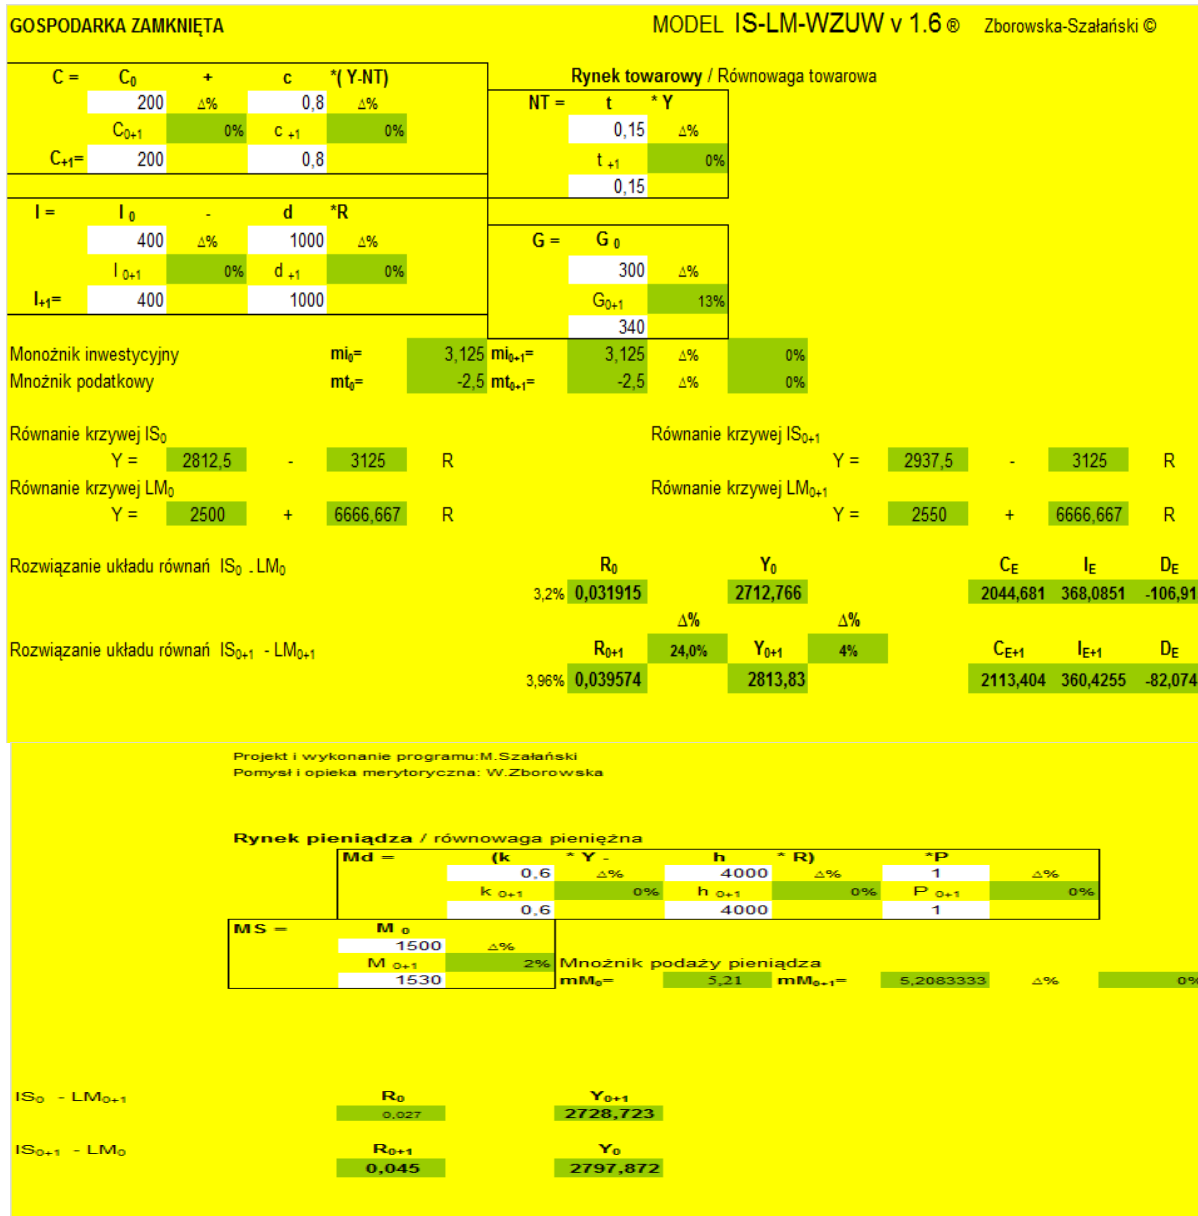 GOSPODARKA ZAMKNIĘTA MODEL IS-LM-WZUW v 1.6 ® Zborowska-Szałański ©
C = C₀ + c *( Y-NT) Rynek towarowy / Równowaga towarowa
200 Δ% 0,8 Δ% NT = t * Y
C₀₊₁ 0% c ₊₁ 0% 0,15 Δ%
C₊₁= 200 0,8 t ₊₁ 0%
0,15
I = I ₀ - d *R
400 Δ% 1000 Δ% G = G ₀
I ₀₊₁ 0% d ₊₁ 0% 300 Δ%
I₊₁= 400 1000 G₀₊₁ 13%
340
Monożnik inwestycyjny mi₀= 3,125 mi₀₊₁= 3,125 Δ% 0%
Mnożnik podatkowy mt₀= -2,5 mt₀₊₁= -2,5 Δ% 0%
Równanie krzywej IS₀ Równanie krzywej IS₀₊₁
Y = 2812,5 - 3125 R Y = 2937,5 - 3125 R
Równanie krzywej LM₀ Równanie krzywej LM₀₊₁
Y = 2500 + 6666,667 R Y = 2550 + 6666,667 R
Rozwiązanie układu równań IS₀ - LM₀ R₀ Y₀ C_E I_E D_E
3,2% 0,031915 2712,766 2044,681 368,0851 -106,91
Δ% Δ%
Rozwiązanie układu równań IS₀₊₁ - LM₀₊₁ R₀₊₁ 24,0% Y₀₊₁ 4% C_E+1 I_E+1 D_E
3,96% 0,039574 2813,83 2113,404 360,4255 -82,074
Projekt i wykonanie programu:M.Szałański
Pomysł i opieka merytoryczna: W.Zborowska
Rynek pieniądza / równowaga pieniężna
Md = (k * Y - h * R) *P
0,6 Δ% 4000 Δ% 1 Δ%
k ₀₊₁ 0% h ₀₊₁ 0% P ₀₊₁ 0%
0,6 4000 1
MS = M ₀
1500 Δ%
M ₀₊₁ 2% Mnożnik podaży pieniądza
1530 mM₀= 5,21 mM₀₊₁= 5,2083333 Δ% 0%
IS₀ - LM₀₊₁ R₀ Y₀₊₁
0,027 2728,723
IS₀₊₁ - LM₀ R₀₊₁ Y₀
0,045 2797,872